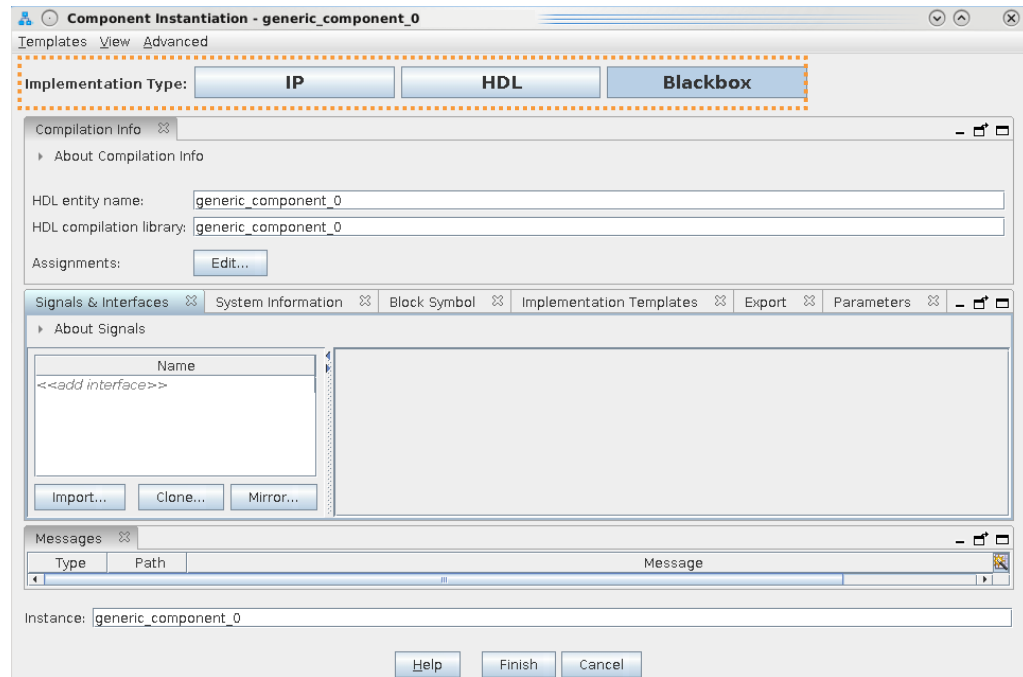 Component Instantiation - generic_component_0
Templates View Advanced
Implementation Type: IP HDL Blackbox
Compilation Info
About Compilation Info
HDL entity name: generic_component_0
HDL compilation library: generic_component_0
Assignments: Edit...
Signals & Interfaces System Information Block Symbol Implementation Templates Export Parameters
About Signals
Name
<<add interface>>
Import... Clone... Mirror...
Messages
Type Path Message
Instance: generic_component_0
Help Finish Cancel